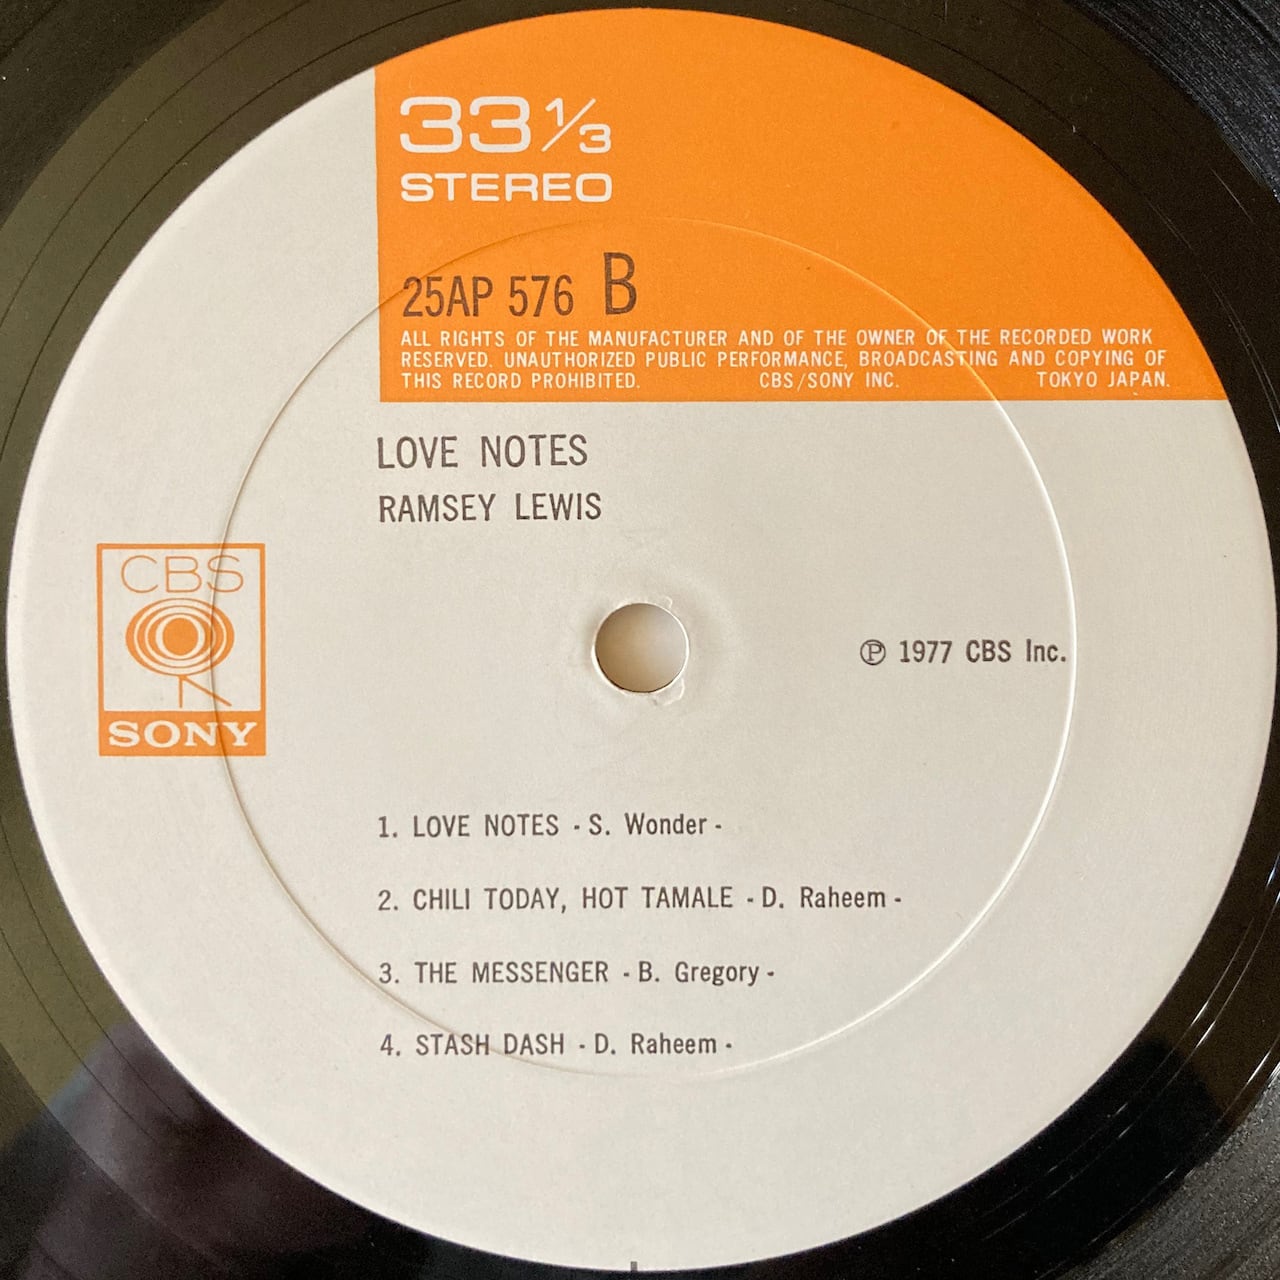 33 1/3
STEREO
25AP 576 B
ALL RIGHTS OF THE MANUFACTURER AND OF THE OWNER OF THE RECORDED WORK
RESERVED. UNAUTHORIZED PUBLIC PERFORMANCE, BROADCASTING AND COPYING OF
THIS RECORD PROHIBITED. CBS/SONY INC. TOKYO JAPAN.
LOVE NOTES
RAMSEY LEWIS
CBS
SONY
Ⓟ 1977 CBS Inc.
1. LOVE NOTES - S. Wonder -
2. CHILI TODAY, HOT TAMALE - D. Raheem -
3. THE MESSENGER - B. Gregory -
4. STASH DASH - D. Raheem -